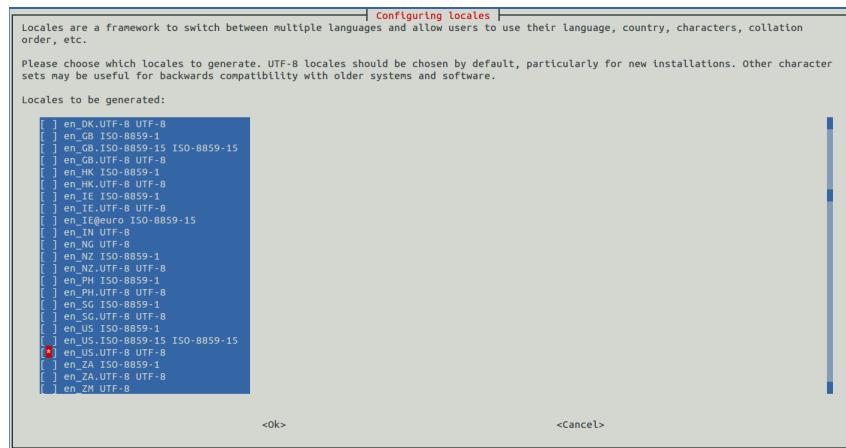 Configuring locales
Locales are a framework to switch between multiple languages and allow users to use their language, country, characters, collation
order, etc.
Please choose which locales to generate. UTF-8 locales should be chosen by default, particularly for new installations. Other character
sets may be useful for backwards compatibility with older systems and software.
Locales to be generated:
[ ] en_DK.UTF-8 UTF-8
[ ] en_GB ISO-8859-1
[ ] en_GB.ISO-8859-15 ISO-8859-15
[ ] en_GB.UTF-8 UTF-8
[ ] en_HK ISO-8859-1
[ ] en_HK.UTF-8 UTF-8
[ ] en_IE ISO-8859-1
[ ] en_IE.UTF-8 UTF-8
[ ] en_IE@euro ISO-8859-15
[ ] en_IN UTF-8
[ ] en_NG UTF-8
[ ] en_NZ ISO-8859-1
[ ] en_NZ.UTF-8 UTF-8
[ ] en_PH ISO-8859-1
[ ] en_PH.UTF-8 UTF-8
[ ] en_SG ISO-8859-1
[ ] en_SG.UTF-8 UTF-8
[ ] en_US ISO-8859-1
[ ] en_US.ISO-8859-15 ISO-8859-15
[*] en_US.UTF-8 UTF-8
[ ] en_ZA ISO-8859-1
[ ] en_ZA.UTF-8 UTF-8
[ ] en_ZM UTF-8
<Ok> <Cancel>